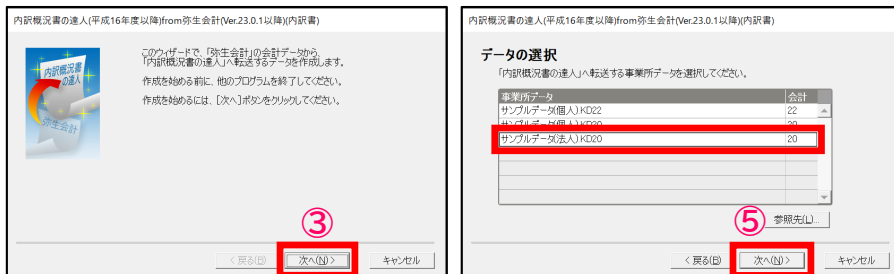 内訳概況書の達人(平成16年度以降)from弥生会計(Ver.23.0.1以降)(内訳書)
このウィザードで、「弥生会計」の会計データから、
「内訳概況書の達人」へ転送するデータを作成します。
作成を始める前に、他のプログラムを終了してください。
作成を始めるには、[次へ]ボタンをクリックしてください。
内訳概況書
の達人
弥生会計
③
< 戻る(B)
次へ(N) >
キャンセル
内訳概況書の達人(平成16年度以降)from弥生会計(Ver.23.0.1以降)(内訳書)
データの選択
「内訳概況書の達人」へ転送する事業所データを選択してください。
事業所データ 会計
サンプルデータ(個人).KD22 22
サンプルデータ(個人).KD20 20
サンプルデータ(法人).KD20 20
参照先(L)...
⑤
< 戻る(B)
次へ(N) >
キャンセル